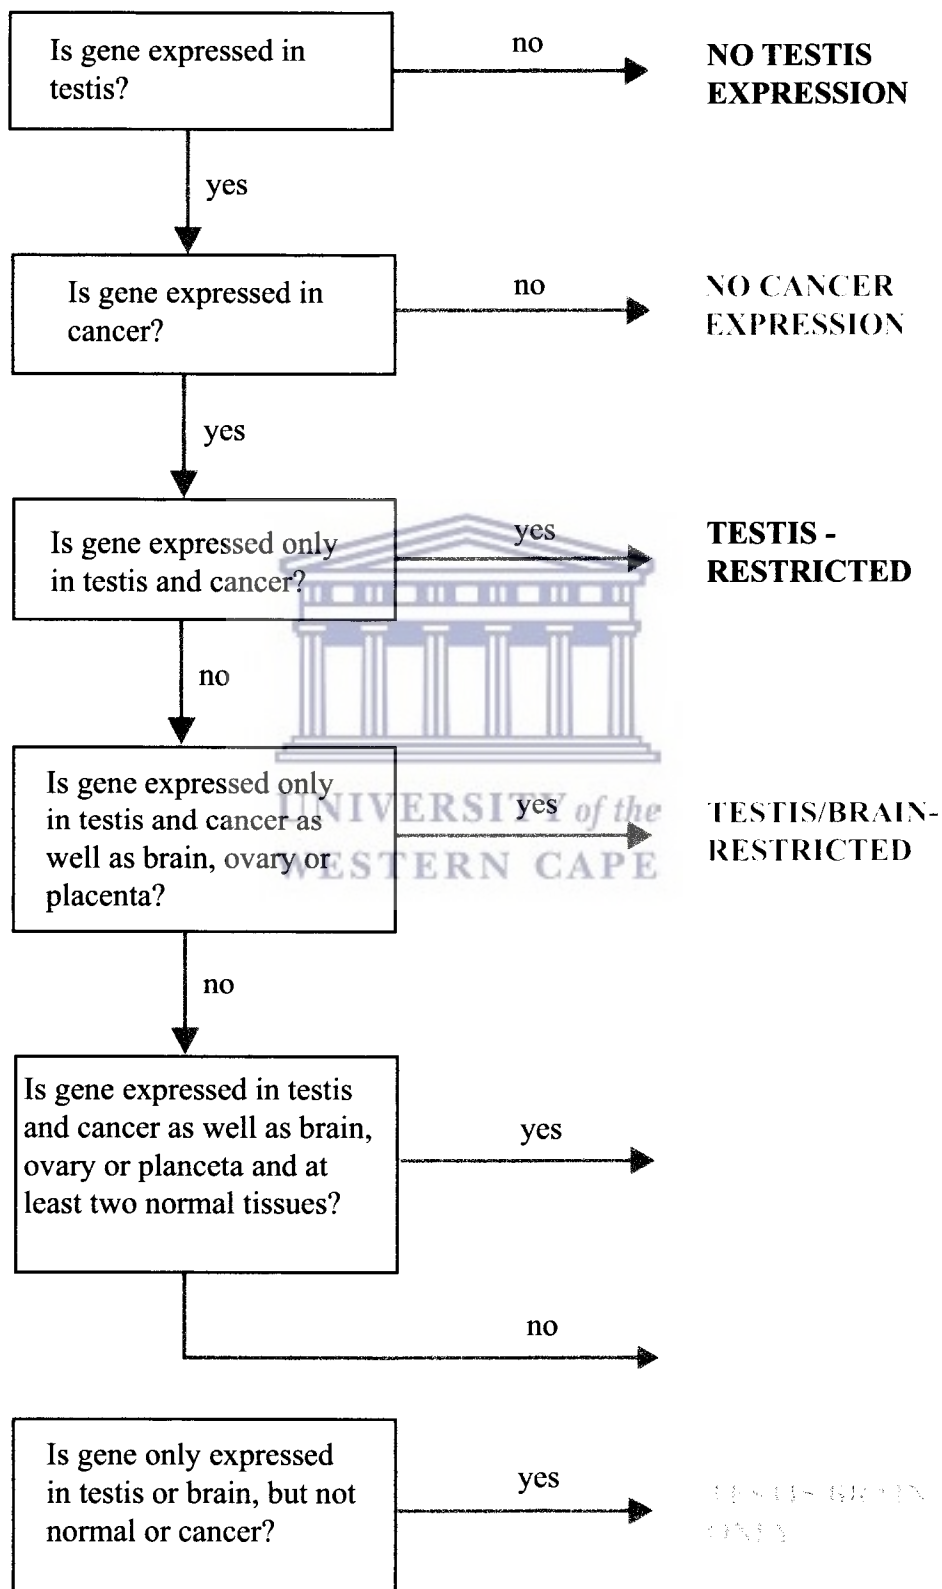 Is gene expressed in
testis?
no
NO TESTIS
EXPRESSION
yes
Is gene expressed in
cancer?
no
NO CANCER
EXPRESSION
yes
Is gene expressed only
in testis and cancer?
yes
TESTIS -
RESTRICTED
no
Is gene expressed only
in testis and cancer as
well as brain, ovary or
placenta?
yes
TESTIS/BRAIN-
RESTRICTED
UNIVERSITY of the
WESTERN CAPE
no
Is gene expressed in testis
and cancer as well as brain,
ovary or planceta and at
least two normal tissues?
yes
no
Is gene only expressed
in testis or brain, but not
normal or cancer?
yes
TESTIS BRAIN
ONLY